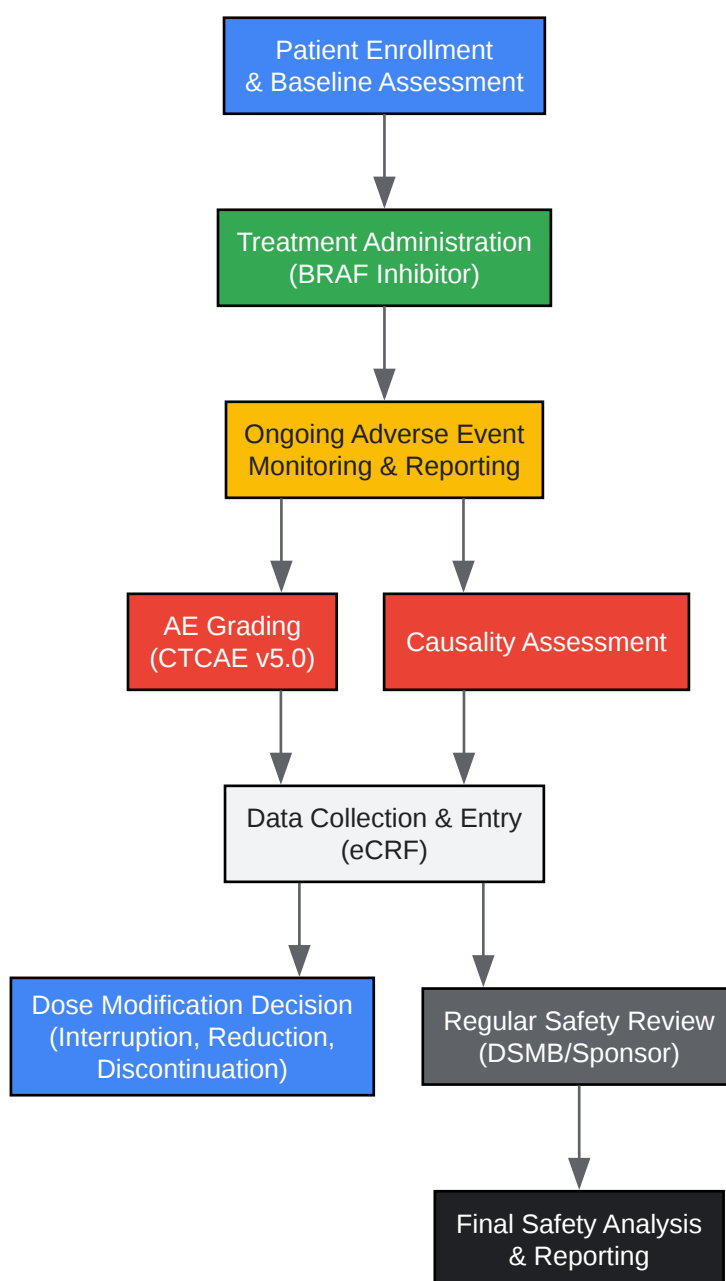 Patient Enrollment
& Baseline Assessment
Treatment Administration
(BRAF Inhibitor)
Ongoing Adverse Event
Monitoring & Reporting
AE Grading
(CTCAE v5.0)
Causality Assessment
Data Collection & Entry
(eCRF)
Dose Modification Decision
(Interruption, Reduction,
Discontinuation)
Regular Safety Review
(DSMB/Sponsor)
Final Safety Analysis
& Reporting